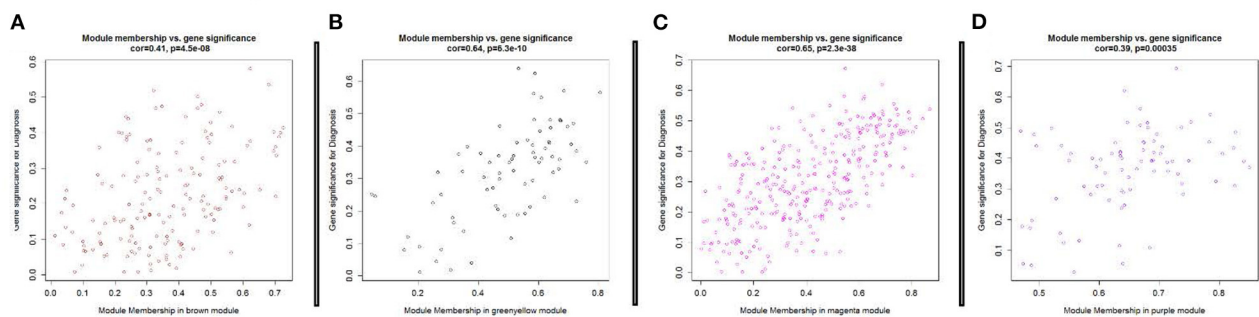 A
Module membership vs. gene significance
cor=0.41, p=4.5e-08
Gene significance for Diagnosis
0.0 0.1 0.2 0.3 0.4 0.5 0.6
0.0 0.1 0.2 0.3 0.4 0.5 0.6 0.7
Module Membership in brown module
B
Module membership vs. gene significance
cor=0.64, p=6.3e-10
Gene significance for Diagnosis
0.0 0.1 0.2 0.3 0.4 0.5 0.6
0.2 0.4 0.6 0.8
Module Membership in greenyellow module
C
Module membership vs. gene significance
cor=0.65, p=2.3e-38
Gene significance for Diagnosis
0.0 0.1 0.2 0.3 0.4 0.5 0.6 0.7
0.0 0.2 0.4 0.6 0.8
Module Membership in magenta module
D
Module membership vs. gene significance
cor=0.39, p=0.00035
Gene significance for Diagnosis
0.1 0.2 0.3 0.4 0.5 0.6 0.7
0.5 0.6 0.7 0.8
Module Membership in purple module